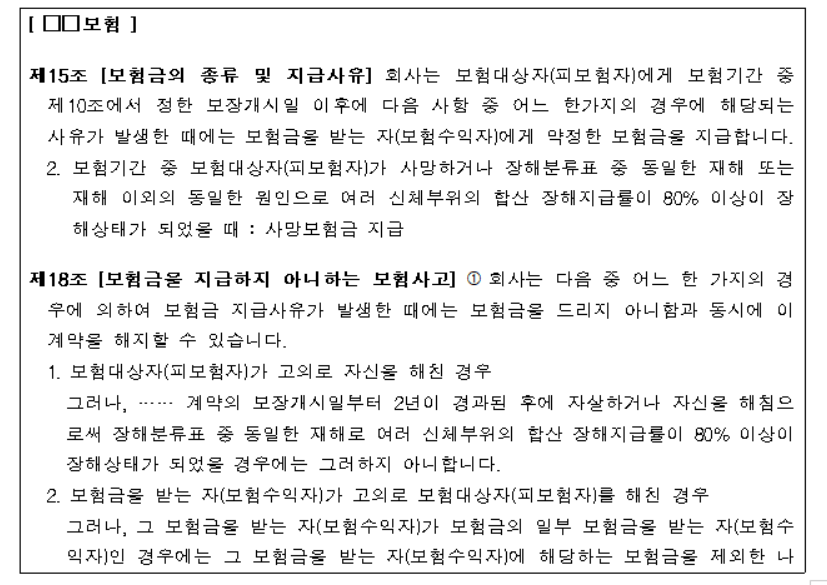 [ □□보험 ]
제15조 [보험금의 종류 및 지급사유] 회사는 보험대상자(피보험자)에게 보험기간 중
제10조에서 정한 보장개시일 이후에 다음 사항 중 어느 한가지의 경우에 해당되는
사유가 발생한 때에는 보험금을 받는 자(보험수익자)에게 약정한 보험금을 지급합니다.
2. 보험기간 중 보험대상자(피보험자)가 사망하거나 장해분류표 중 동일한 재해 또는
재해 이외의 동일한 원인으로 여러 신체부위의 합산 장해지급률이 80% 이상이 장
해상태가 되었을 때 : 사망보험금 지급
제18조 [보험금을 지급하지 아니하는 보험사고] ① 회사는 다음 중 어느 한 가지의 경
우에 의하여 보험금 지급사유가 발생한 때에는 보험금을 드리지 아니함과 동시에 이
계약을 해지할 수 있습니다.
1. 보험대상자(피보험자)가 고의로 자신을 해친 경우
그러나, …… 계약의 보장개시일부터 2년이 경과된 후에 자살하거나 자신을 해침으
로써 장해분류표 중 동일한 재해로 여러 신체부위의 합산 장해지급률이 80% 이상이
장해상태가 되었을 경우에는 그러하지 아니합니다.
2. 보험금을 받는 자(보험수익자)가 고의로 보험대상자(피보험자)를 해친 경우
그러나, 그 보험금을 받는 자(보험수익자)가 보험금의 일부 보험금을 받는 자(보험수
익자)인 경우에는 그 보험금을 받는 자(보험수익자)에 해당하는 보험금을 제외한 나